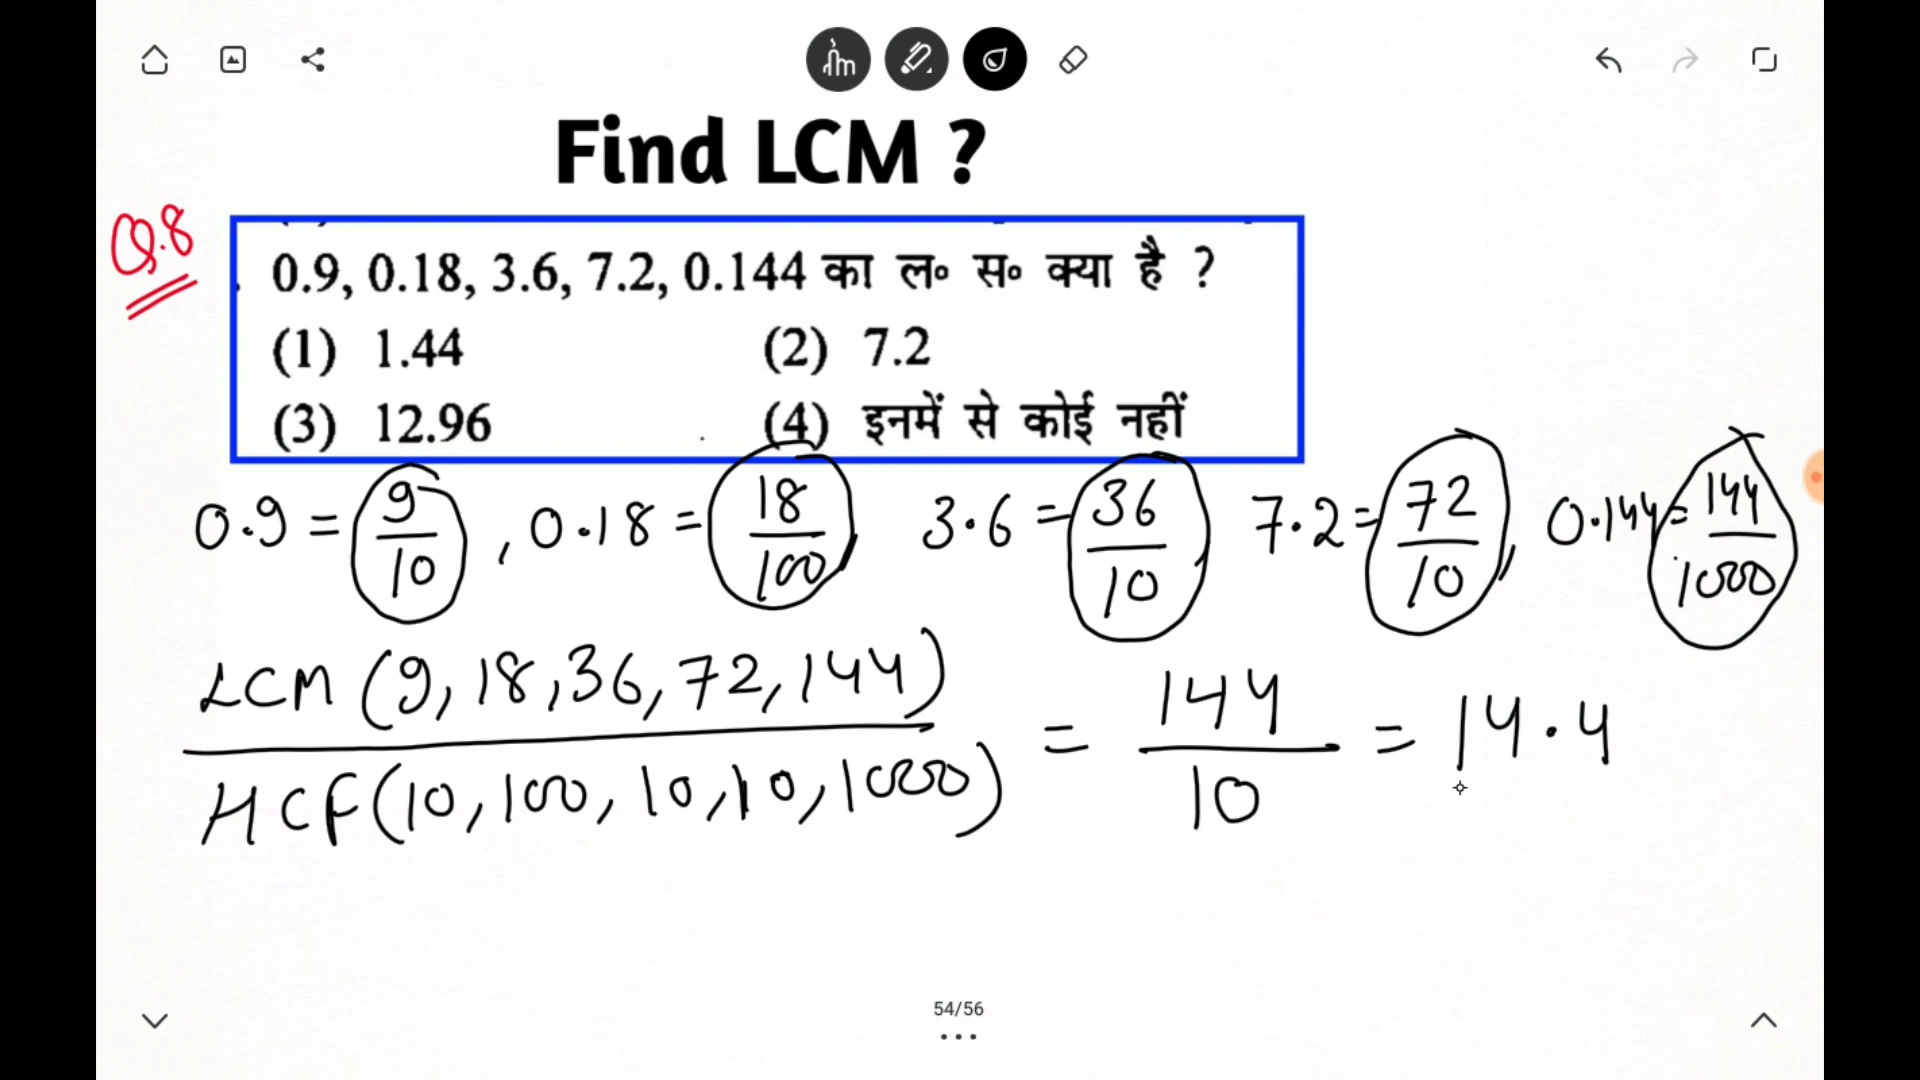 Find LCM ?
Q.8
0.9, 0.18, 3.6, 7.2, 0.144 का ल॰ स॰ क्या है ?
(1) 1.44 (2) 7.2
(3) 12.96 (4) इनमें से कोई नहीं
0.9 = 9/10 , 0.18 = 18/100 3.6 = 36/10 7.2 = 72/10 , 0.144 = 144/1000
LCM (9, 18, 36, 72, 144)
= 144/10 = 14.4
HCF (10, 100, 10, 10, 1000)
54/56